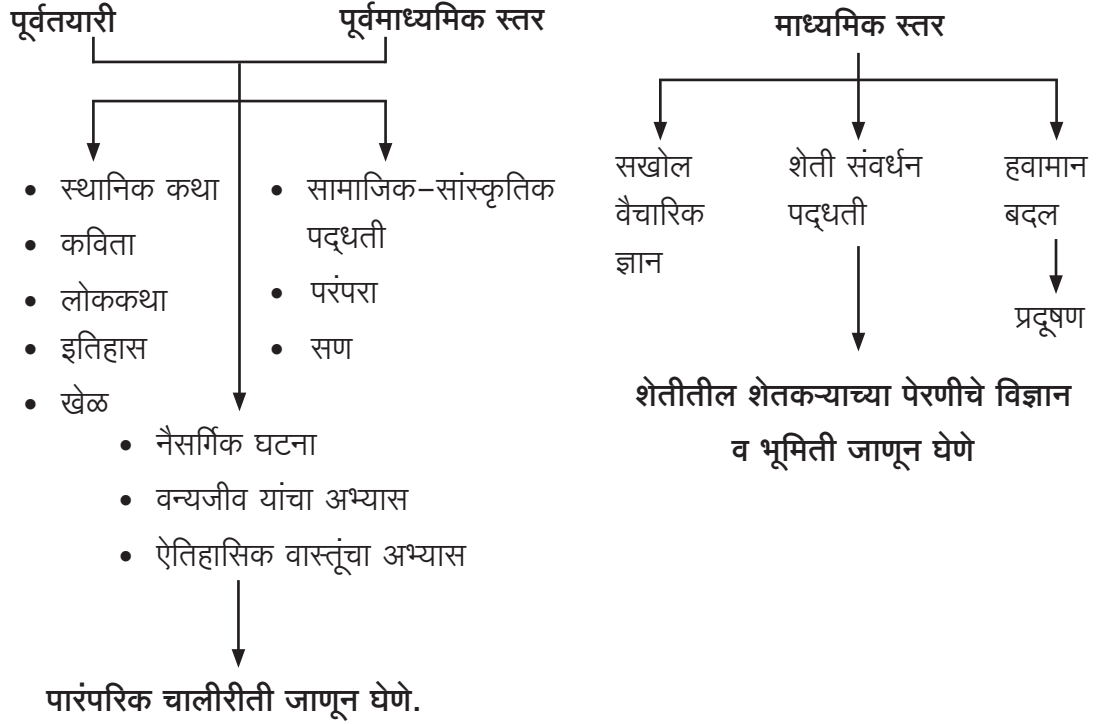 पूर्वतयारी
पूर्वमाध्यमिक स्तर
• स्थानिक कथा
• कविता
• लोककथा
• इतिहास
• खेळ
• सामाजिक–सांस्कृतिक
पद्धती
• परंपरा
• सण
• नैसर्गिक घटना
• वन्यजीव यांचा अभ्यास
• ऐतिहासिक वास्तूंचा अभ्यास
पारंपरिक चालीरीती जाणून घेणे.
माध्यमिक स्तर
सखोल
वैचारिक
ज्ञान
शेती संवर्धन
पद्धती
हवामान
बदल
प्रदूषण
शेतीतील शेतकऱ्याच्या पेरणीचे विज्ञान
व भूमिती जाणून घेणे